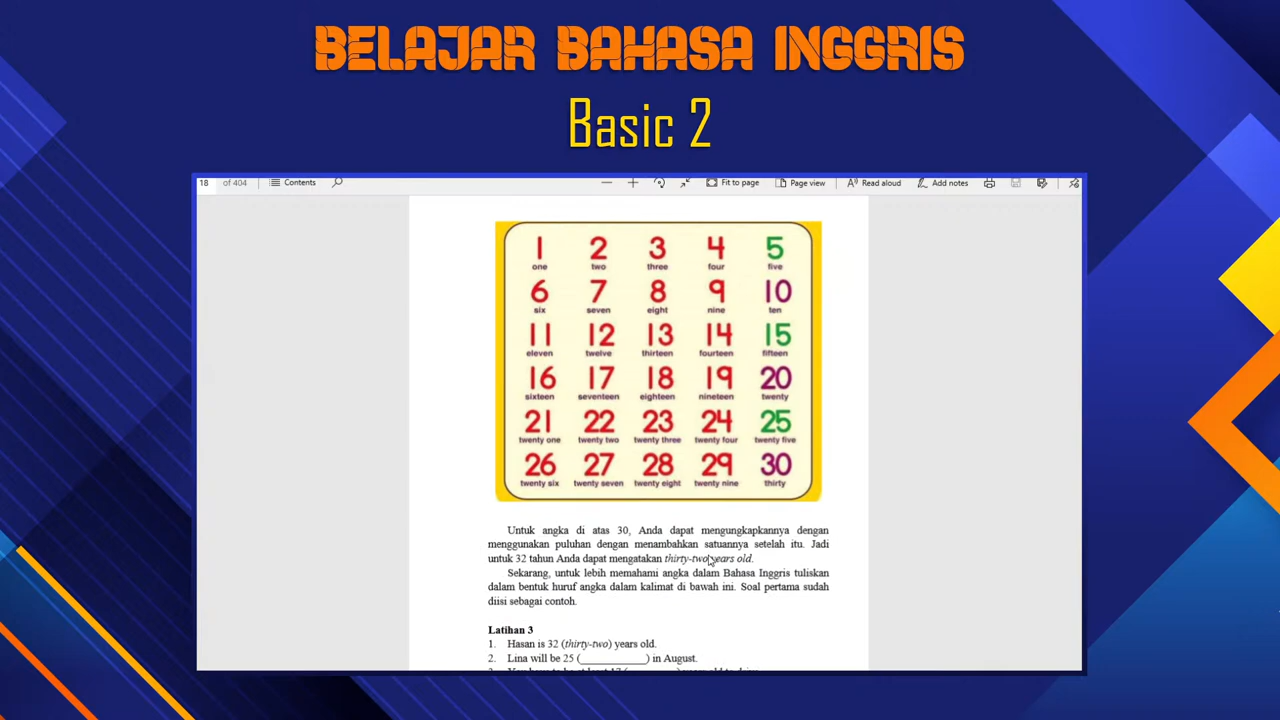 BELAJAR BAHASA INGGRIS
Basic 2
18 of 404 Contents Fit to page Page view Read aloud Add notes
1 2 3 4 5
one two three four five
6 7 8 9 10
six seven eight nine ten
11 12 13 14 15
eleven twelve thirteen fourteen fifteen
16 17 18 19 20
sixteen seventeen eighteen nineteen twenty
21 22 23 24 25
twenty one twenty two twenty three twenty four twenty five
26 27 28 29 30
twenty six twenty seven twenty eight twenty nine thirty
Untuk angka di atas 30, Anda dapat mengungkapkannya dengan
menggunakan puluhan dengan menambahkan satuannya setelah itu. Jadi
untuk 32 tahun Anda dapat mengatakan thirty-two years old.
Sekarang, untuk lebih memahami angka dalam Bahasa Inggris tuliskan
dalam bentuk huruf angka dalam kalimat di bawah ini. Soal pertama sudah
diisi sebagai contoh.
Latihan 3
1. Hasan is 32 (thirty-two) years old.
2. Lina will be 25 (____________) in August.